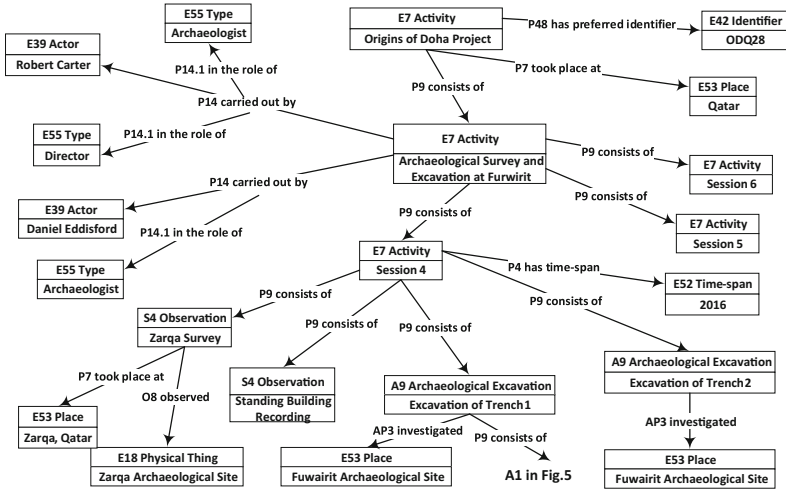 E55 Type
Archaeologist
E7 Activity
Origins of Doha Project
P48 has preferred identifier
E42 Identifier
ODQ28
E39 Actor
Robert Carter
P14.1 in the role of
P7 took place at
E53 Place
Qatar
P9 consists of
P14 carried out by
E55 Type
Director
P14.1 in the role of
E7 Activity
Archaeological Survey and
Excavation at Furwirit
P9 consists of
E7 Activity
Session 6
P14 carried out by
P9 consists of
E39 Actor
Daniel Eddisford
P9 consists of
E7 Activity
Session 5
P14.1 in the role of
E7 Activity
Session 4
E55 Type
Archaeologist
P4 has time-span
E52 Time-span
2016
P9 consists of
P9 consists of
S4 Observation
Zarqa Survey
P9 consists of
P9 consists of
P7 took place at
O8 observed
S4 Observation
Standing Building
Recording
A9 Archaeological Excavation
Excavation of Trench1
A9 Archaeological Excavation
Excavation of Trench2
E53 Place
Zarqa, Qatar
AP3 investigated
P9 consists of
AP3 investigated
E18 Physical Thing
Zarqa Archaeological Site
E53 Place
Fuwairit Archaeological Site
A1 in Fig.5
E53 Place
Fuwairit Archaeological Site